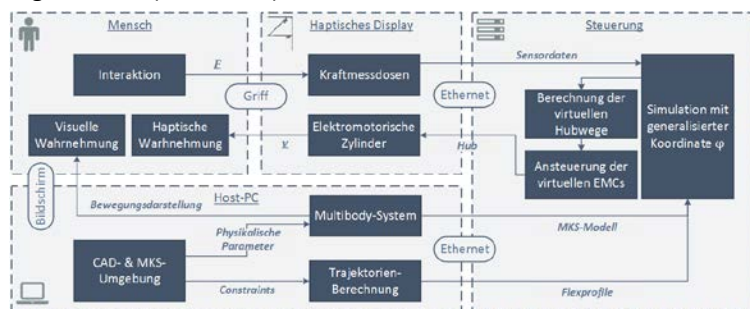 Mensch
Haptisches Display
Steuerung
Interaktion
F
Griff
Kraftmessdosen
Sensordaten
Ethernet
Berechnung der
virtuellen
Hubwege
Simulation mit
generalisierter
Koordinate φ
Visuelle
Wahrnehmung
Haptische
Warhnehmung
v
Elektromotorische
Zylinder
Hub
Ansteuerung der
virtuellen EMCs
Bildschirm
Host-PC
Bewegungsdarstellung
Physikalische
Parameter
Multibody-System
Ethernet
MKS-Modell
CAD- & MKS-
Umgebung
Constraints
Trajektorien-
Berechnung
Flexprofile